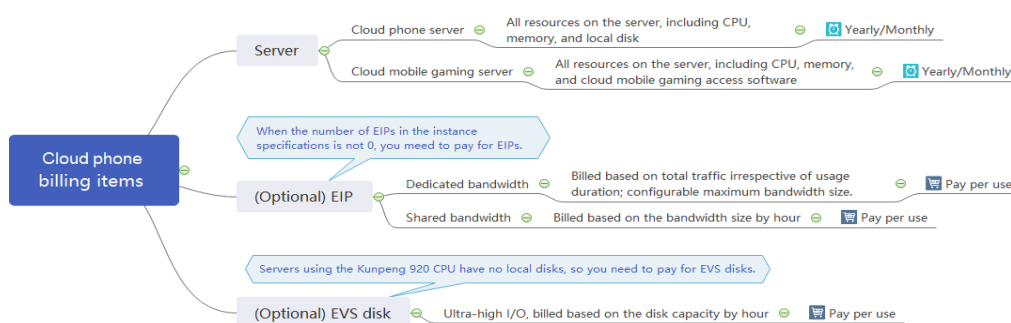 Cloud phone
billing items
Server
Cloud phone server
All resources on the server, including CPU,
memory, and local disk
Yearly/Monthly
Cloud mobile gaming server
All resources on the server, including CPU, memory,
and cloud mobile gaming access software
Yearly/Monthly
When the number of EIPs in the instance
specifications is not 0, you meed to pay for EIPs.
(Optional) EIP
Dedicated bandwidth
Billed based on total traffic irrespective of usage
duration; configurable maximum bandwidth size.
Pay per use
Shared bandwidth
Billed based on the bandwidth size by hour
Pay per use
Servers using the Kunpeng 920 CPU have no local disks, so you need to pay for EVS disks.
(Optional) EVS disk
Ultra-high I/O, billed based on the disk capacity by hour
Pay per use